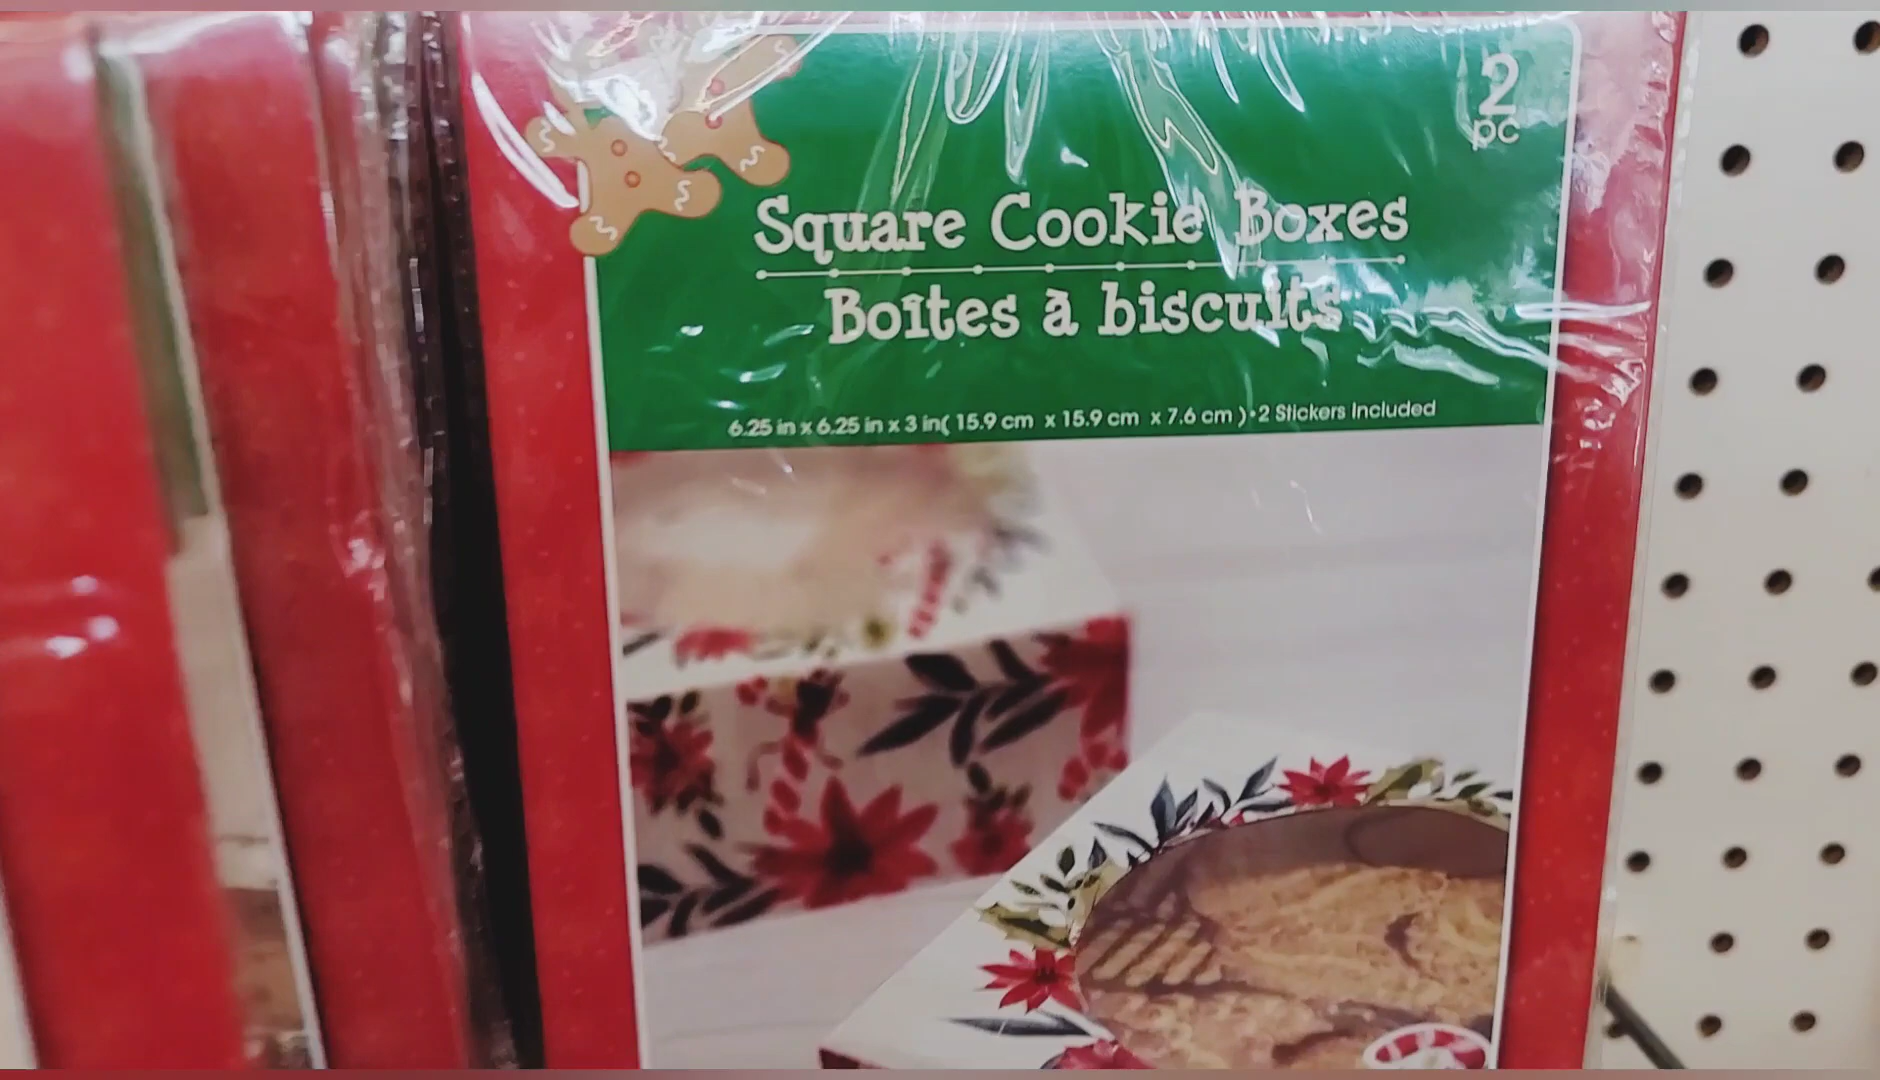 2
pc
Square Cookie Boxes
Boîtes à biscuits
6.25 in x 6.25 in x 3 in( 15.9 cm x 15.9 cm x 7.6 cm )•2 Stickers Included